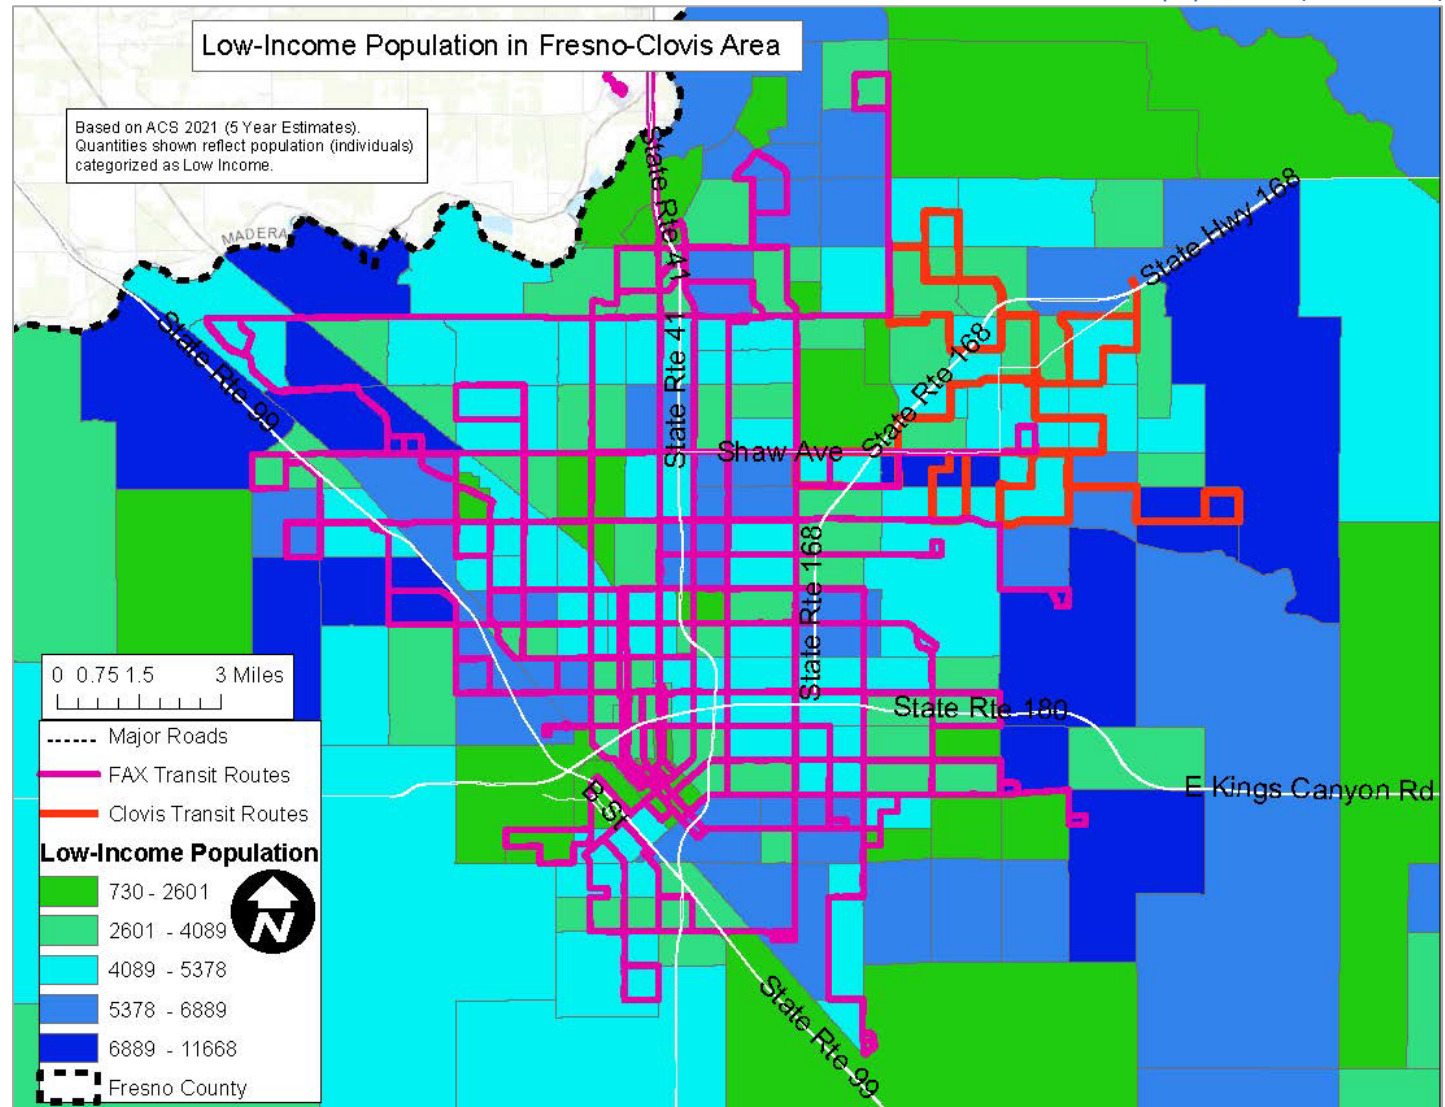 Low-Income Population in Fresno-Clovis Area
Based on ACS 2021 (5 Year Estimates).
Quantities shown reflect population (individuals)
categorized as Low Income.
MADERA
State Rte 41
State Hwy 168
State Rte 99
State Rte 41
State Rte 168
Shaw Ave
State Rte 168
State Rte 180
E Kings Canyon Rd
B St
State Rte 99
0 0.75 1.5 3 Miles
Major Roads
FAX Transit Routes
Clovis Transit Routes
Low-Income Population
730 - 2601
2601 - 4089
4089 - 5378
5378 - 6889
6889 - 11668
N
Fresno County